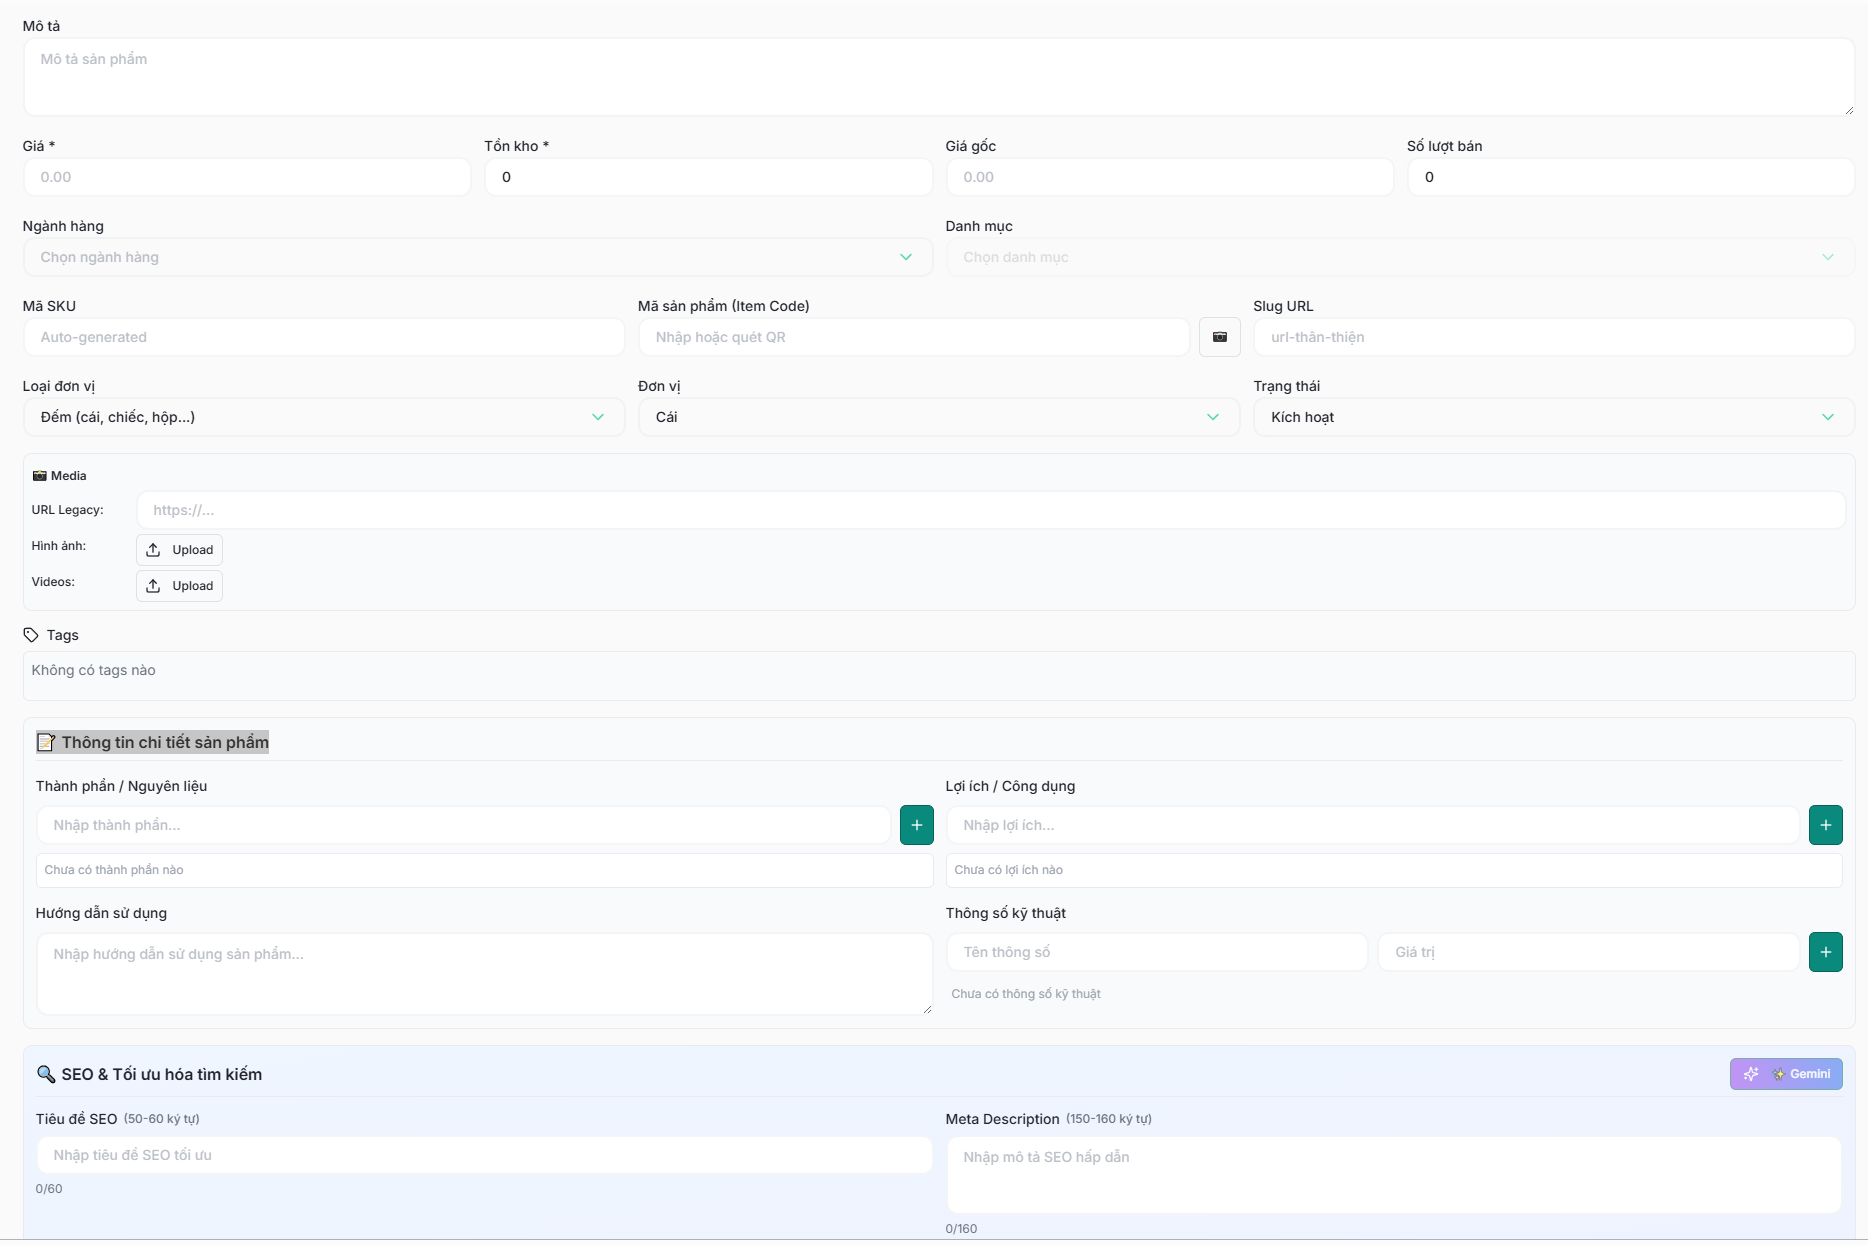 Mô tả
Mô tả sản phẩm
Giá *
Tồn kho *
Giá gốc
Số lượt bán
0.00
0
0.00
0
Ngành hàng
Danh mục
Chọn ngành hàng
Chọn danh mục
Mã SKU
Mã sản phẩm (Item Code)
Slug URL
Auto-generated
Nhập hoặc quét QR
url-thân-thiện
Loại đơn vị
Đơn vị
Trạng thái
Đếm (cái, chiếc, hộp...)
Cái
Kích hoạt
Media
URL Legacy:
https://...
Hình ảnh:
Upload
Videos:
Upload
Tags
Không có tags nào
Thông tin chi tiết sản phẩm
Thành phần / Nguyên liệu
Lợi ích / Công dụng
Nhập thành phần...
Nhập lợi ích...
Chưa có thành phần nào
Chưa có lợi ích nào
Hướng dẫn sử dụng
Thông số kỹ thuật
Nhập hướng dẫn sử dụng sản phẩm...
Tên thông số
Giá trị
Chưa có thông số kỹ thuật
SEO & Tối ưu hóa tìm kiếm
Gemini
Tiêu đề SEO (50-60 ký tự)
Meta Description (150-160 ký tự)
Nhập tiêu đề SEO tối ưu
Nhập mô tả SEO hấp dẫn
0/60
0/160